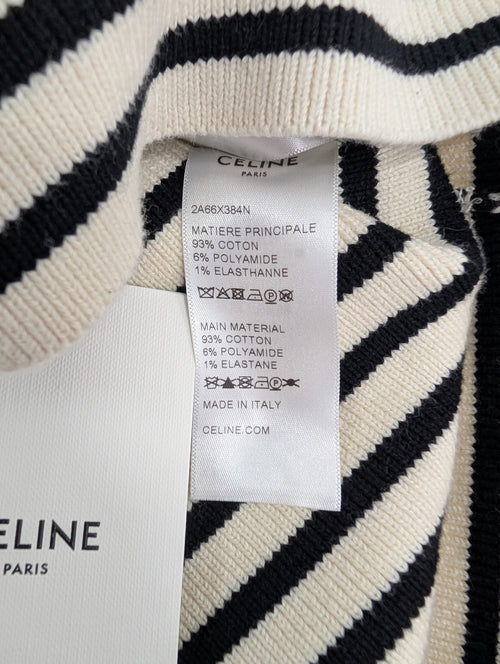 CELINE
PARIS
2A66X384N
MATIERE PRINCIPALE
93% COTON
6% POLYAMIDE
1% ELASTHANNE
MAIN MATERIAL
93% COTTON
6% POLYAMIDE
1% ELASTANE
MADE IN ITALY
CELINE.COM
ELINE
PARIS